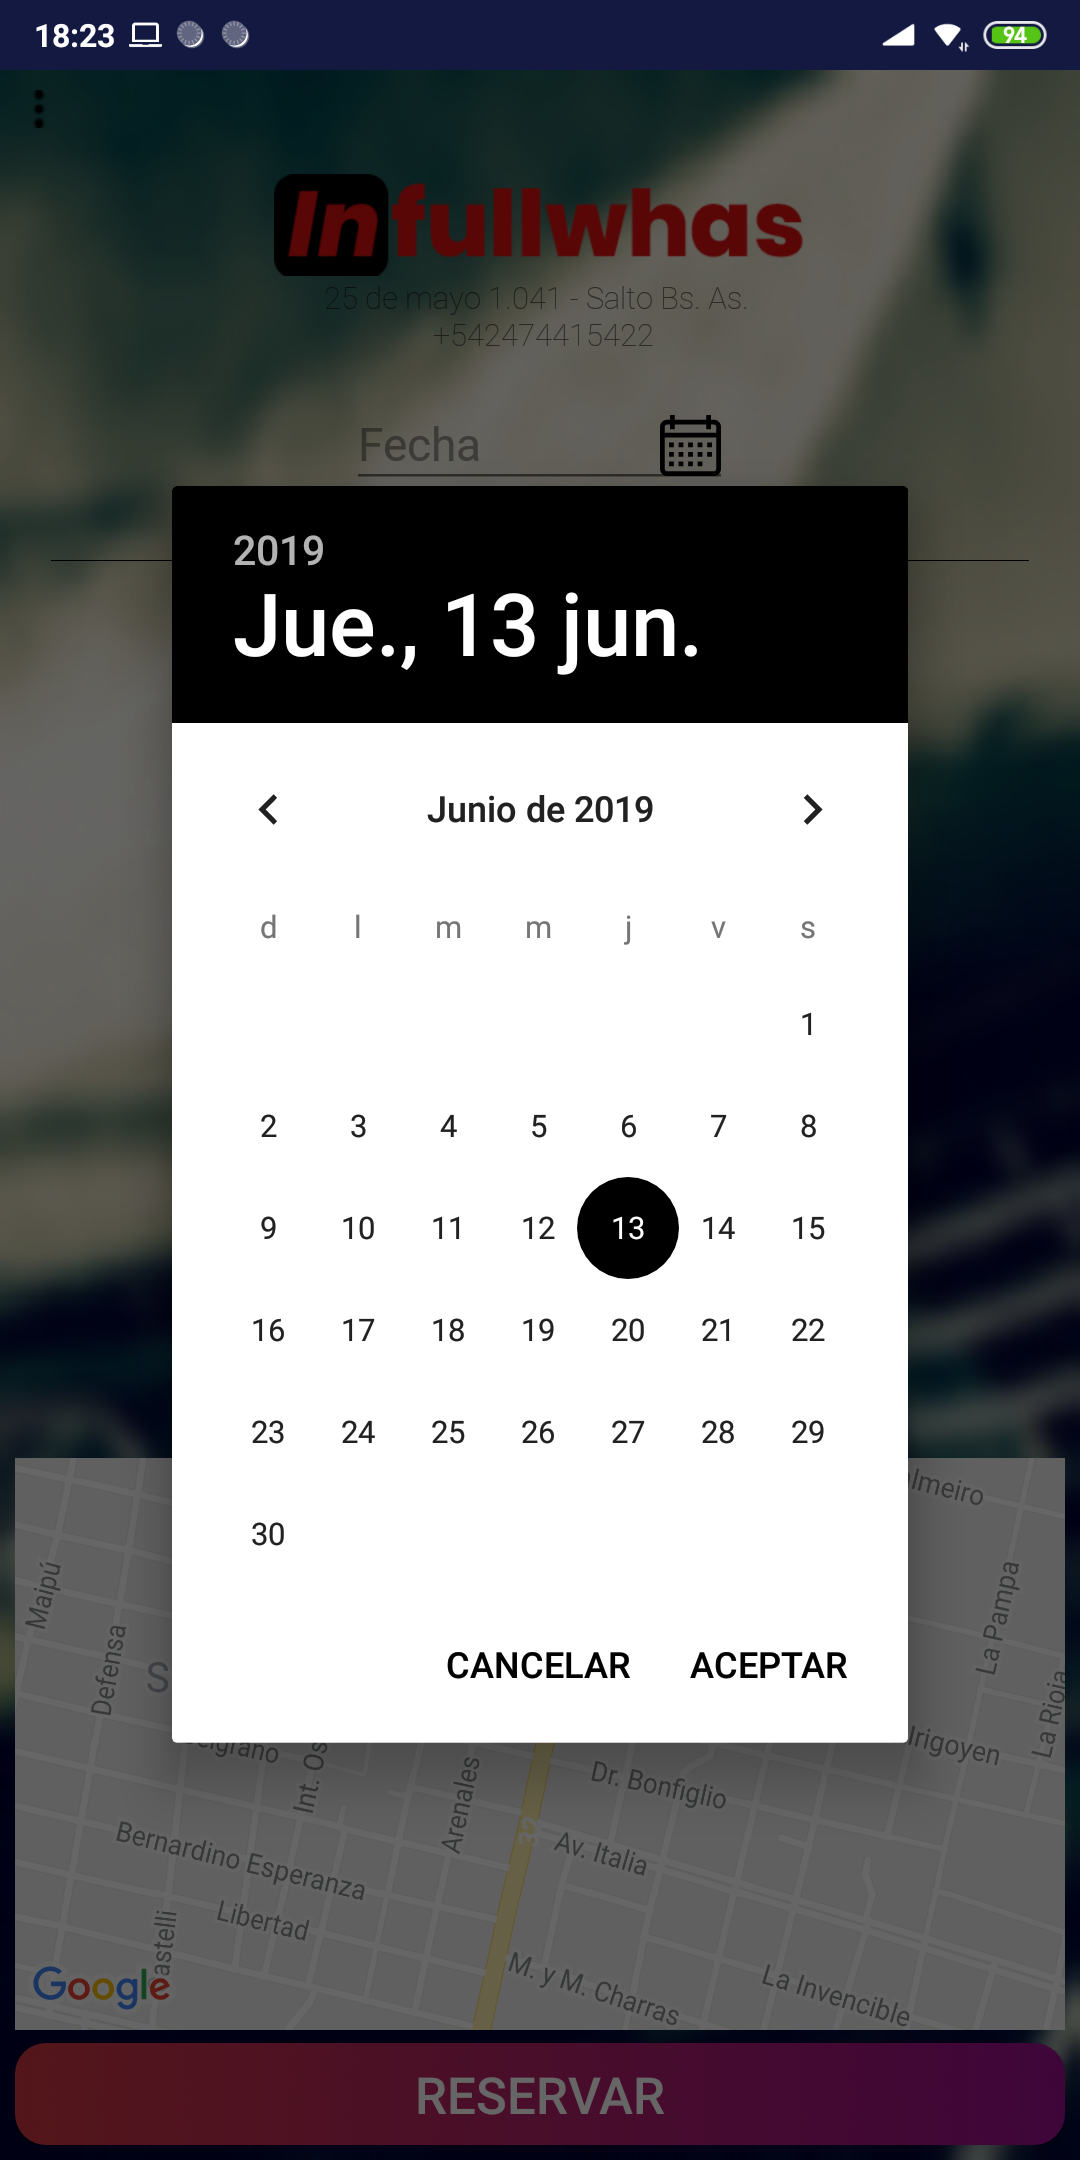 18:23
94
Infullwhas
25 de mayo 1.041 - Salto Bs. As.
+542474415422
Fecha
2019
Jue., 13 jun.
Junio de 2019
d l m m j v s
1
2 3 4 5 6 7 8
9 10 11 12 13 14 15
16 17 18 19 20 21 22
23 24 25 26 27 28 29
30
CANCELAR ACEPTAR
lmeiro
Maipú
Defensa
S
La Pampa
La Rioja
Irigoyen
elgrano
Int. Os
Arenales
Dr. Bonfiglio
32
Av. Italia
Bernardino Esperanza
Libertad
astelli
M. y M. Charras
La Invencible
Google
RESERVAR